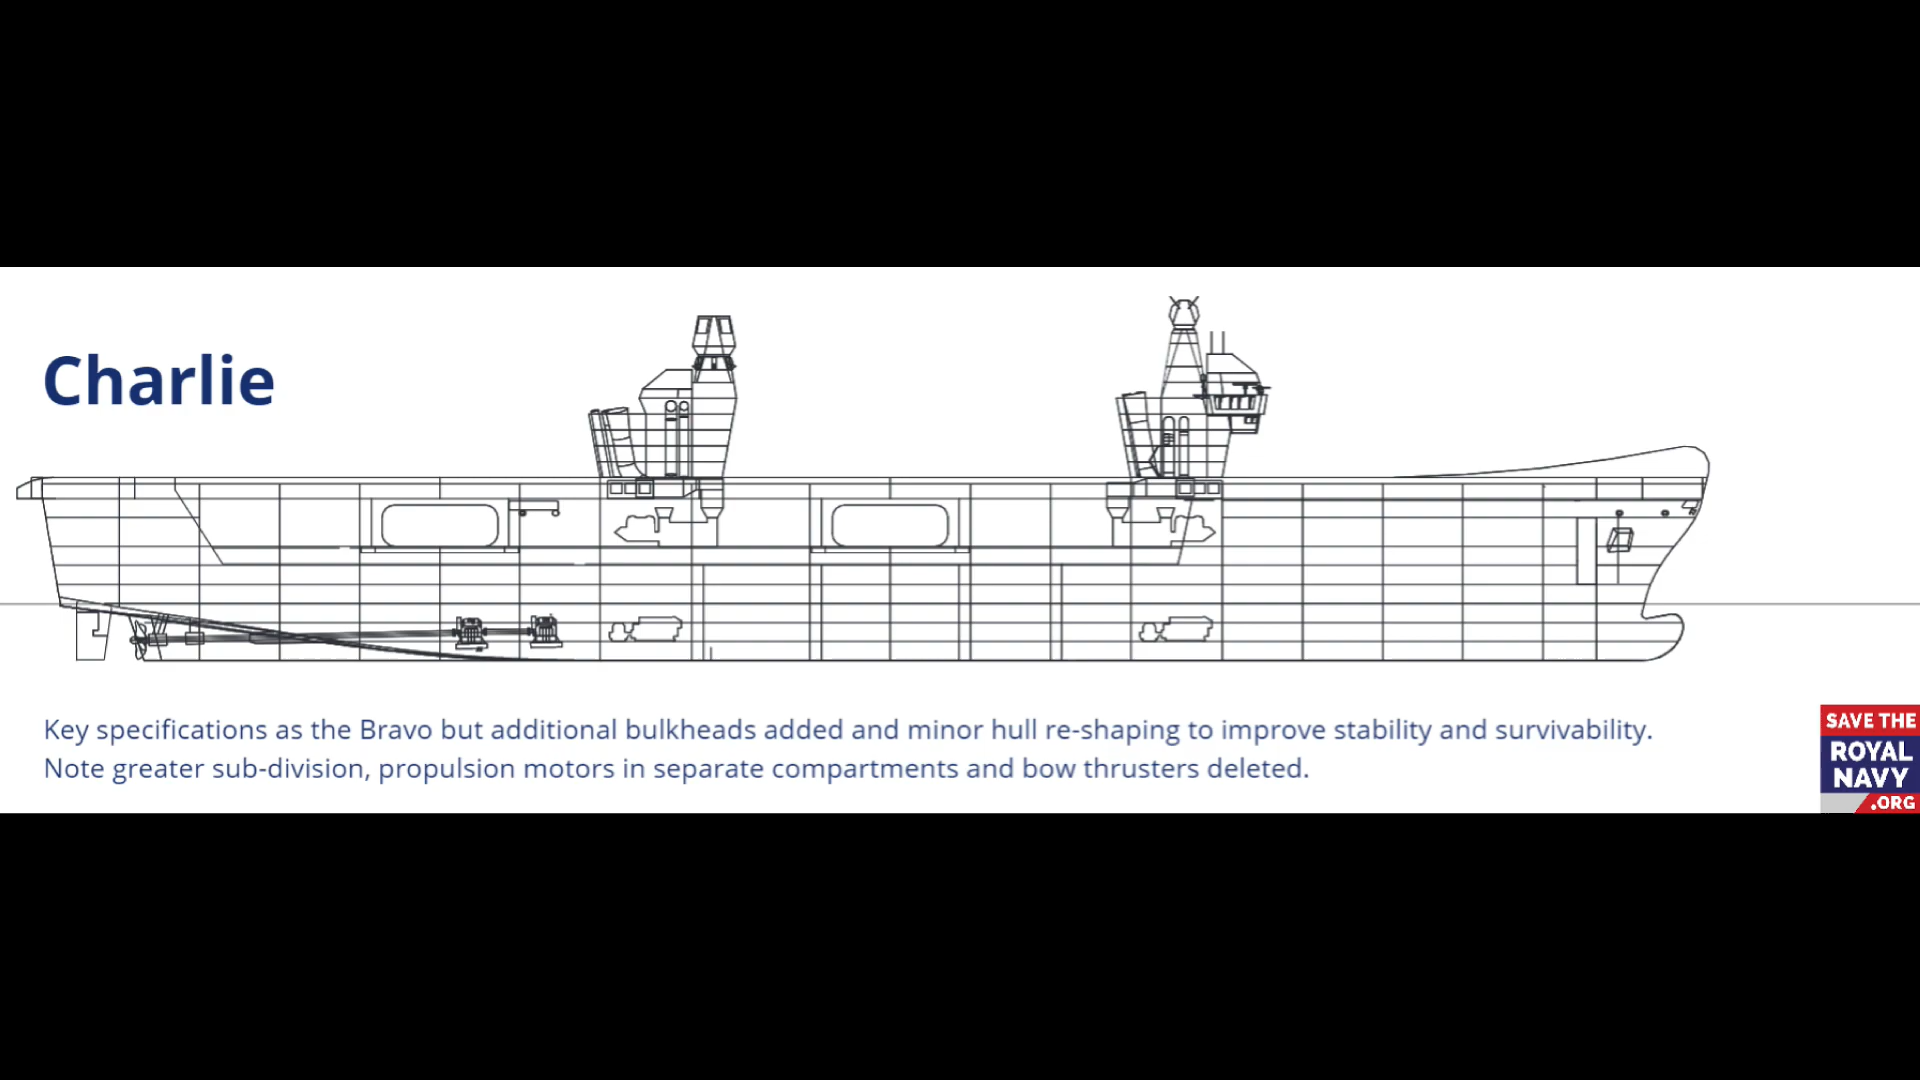 Charlie
Key specifications as the Bravo but additional bulkheads added and minor hull re-shaping to improve stability and survivability.
Note greater sub-division, propulsion motors in separate compartments and bow thrusters deleted.
SAVE THE
ROYAL
NAVY
.ORG